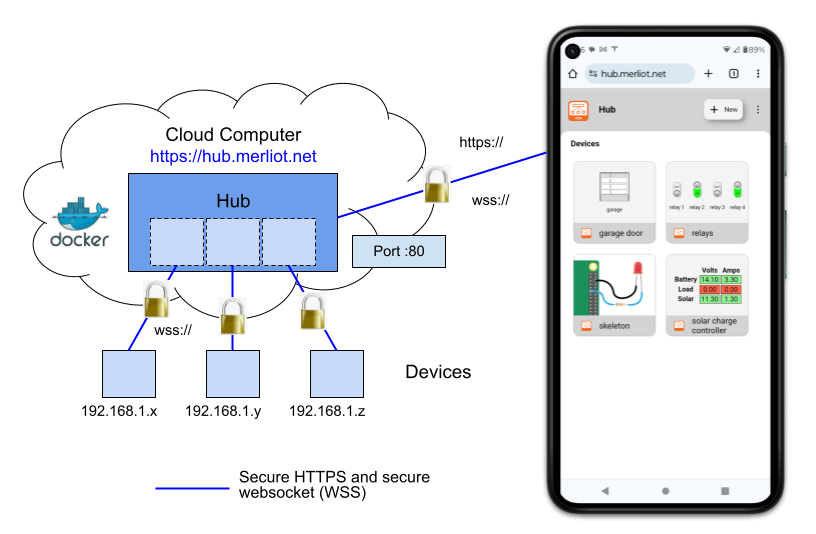 Cloud Computer
https://hub.merliot.net
Hub
docker
Port :80
https://
wss://
wss://
192.168.1.x
192.168.1.y
192.168.1.z
Devices
Secure HTTPS and secure
websocket (WSS)
89%
hub.merliot.net
1
Hub
+ New
Devices
garage
garage door
relay 1 relay 2 relay 3 relay 4
relays
skeleton
Volts Amps
Battery 14.10 3.30
Load 0.00 0.00
Solar 11.30 1.30
solar charge
controller